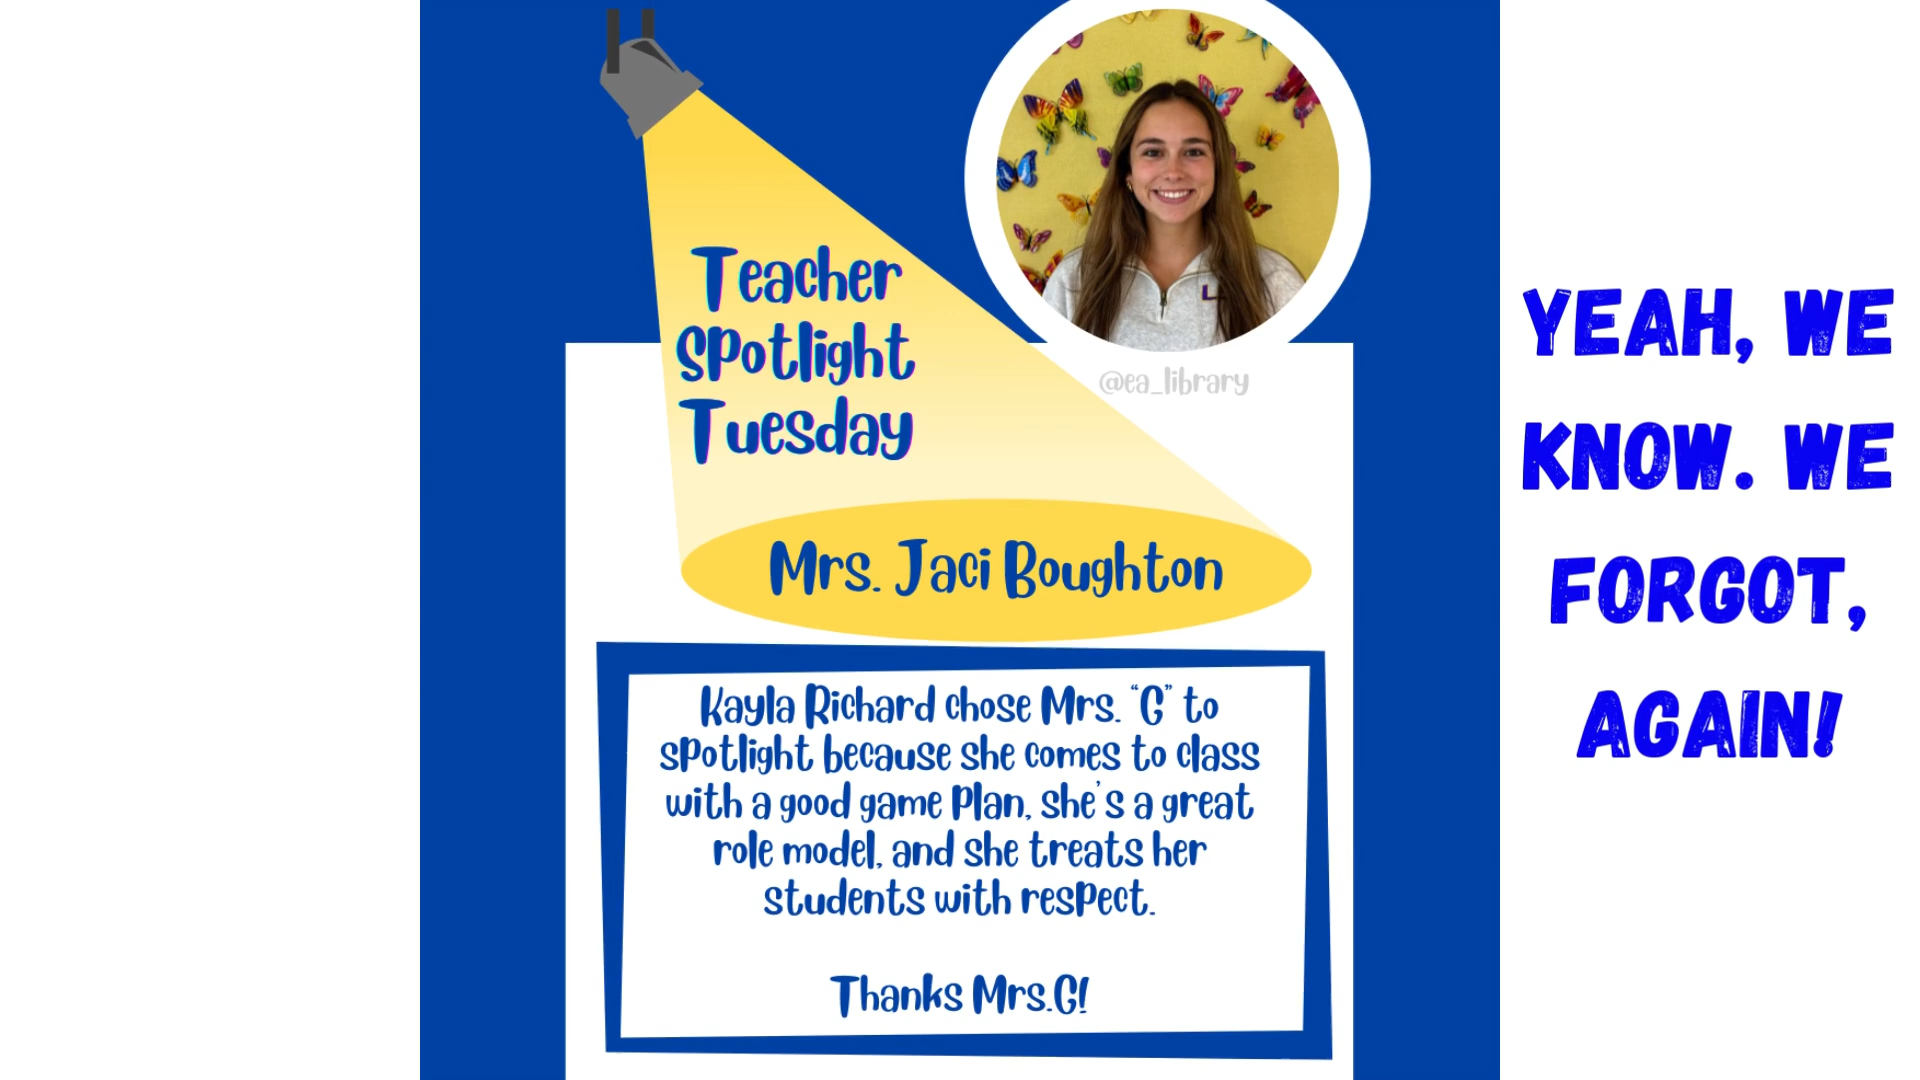 Teacher
Spotlight
Tuesday
@ea_library
Mrs. Jaci Boughton
Kayla Richard chose Mrs. “G” to
spotlight because she comes to class
with a good game plan, she's a great
role model, and she treats her
students with respect.
Thanks Mrs.G!
YEAH, WE
KNOW. WE
FORGOT,
AGAIN!